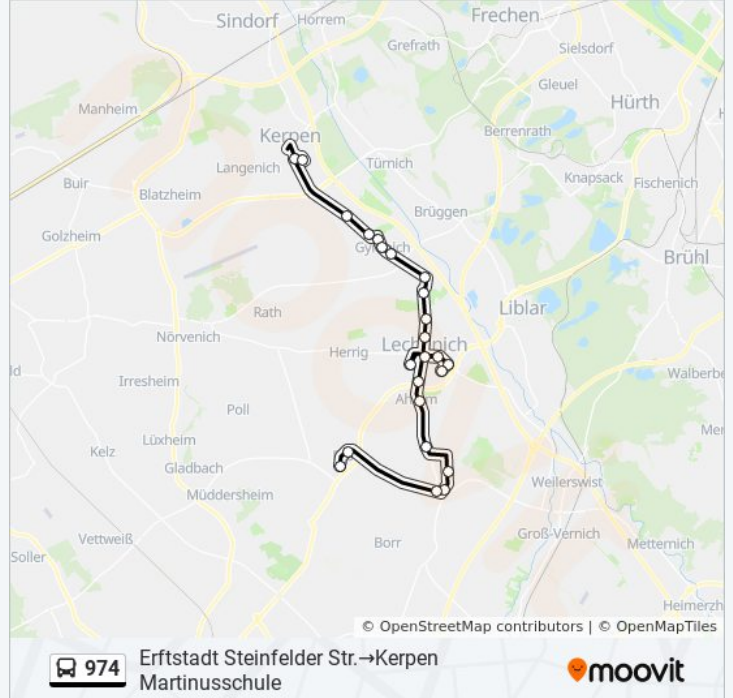 Sindorf
Horrem
Frechen
Grefrath
Sielsdorf
Gleuel
Hürth
Manheim
Berrenrath
Kerpen
Langenich
Türnich
Knapsack
Fischenich
Buir
Blatzheim
Brüggen
Golzheim
Gymnich
Brühl
Rath
Liblar
Nörvenich
Herrig
Lechenich
Irresheim
Walberbe
Ahrem
Poll
Lüxheim
Kelz
Gladbach
Müddersheim
Weilerswist
Vettweiß
Borr
Groß-Vernich
Metternich
Soller
Heimerzh
© OpenStreetMap contributors | © OpenMapTiles
974
Erftstadt Steinfelder Str.→Kerpen
Martinusschule
moovit